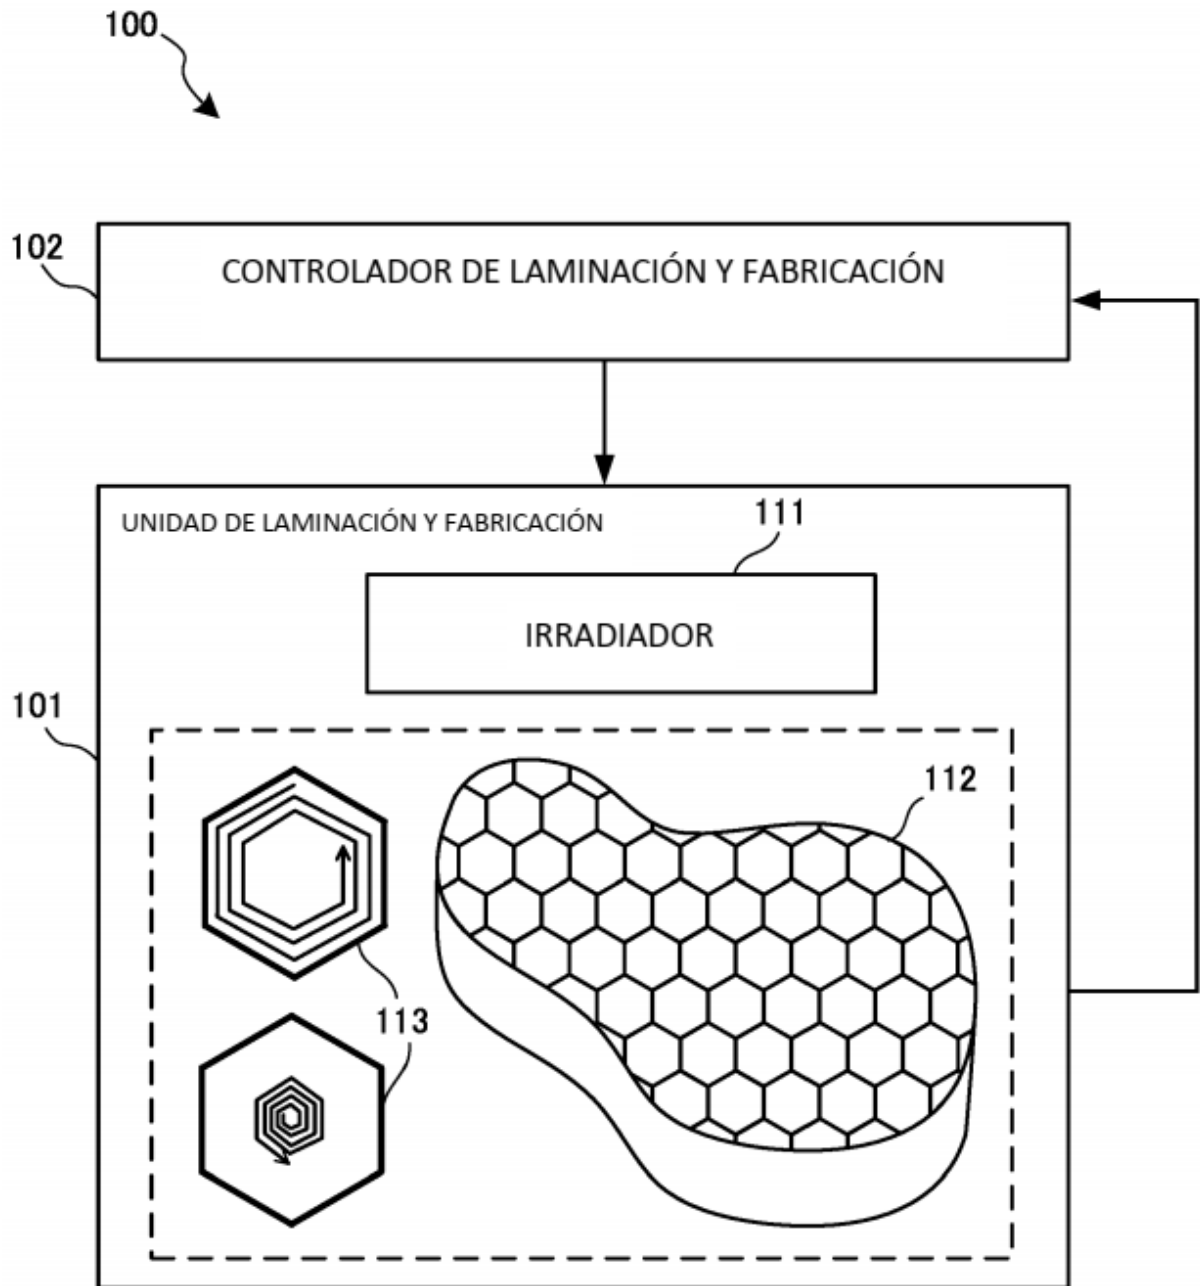 100
102
CONTROLADOR DE LAMINACIÓN Y FABRICACIÓN
UNIDAD DE LAMINACIÓN Y FABRICACIÓN
111
IRRADIADOR
101
112
113